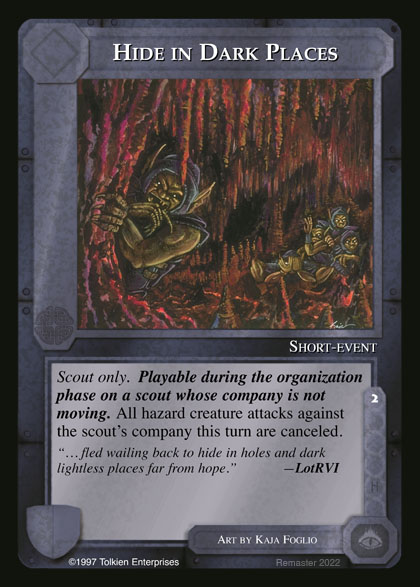 Hide in Dark Places
Short-event
Scout only. Playable during the organization
phase on a scout whose company is not
moving. All hazard creature attacks against
the scout's company this turn are canceled.
“…fled wailing back to hide in holes and dark
lightless places far from hope.” —LotRVI
2
H
Art by Kaja Foglio
©1997 Tolkien Enterprises
Remaster 2022